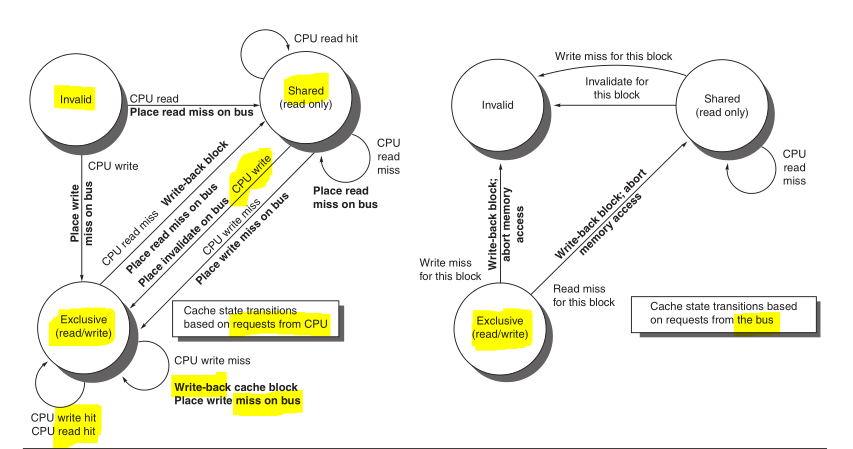 CPU read hit
Invalid
CPU read
Place read miss on bus
Shared
(read only)
CPU write
Place write
miss on bus
CPU read miss
Write-back block
Place read miss on bus
Place invalidate on bus
CPU write
CPU write miss
Place write miss on bus
CPU
read
miss
Place read
miss on bus
Exclusive
(read/write)
Cache state transitions
based on requests from CPU
CPU write miss
Write-back cache block
Place write miss on bus
CPU write hit
CPU read hit
Write miss for this block
Invalidate for
this block
Invalid
Shared
(read only)
CPU
read
miss
Write-back block;
abort memory
access
Write-back block; abort
memory access
Write miss
for this block
Read miss
for this block
Exclusive
(read/write)
Cache state transitions based
on requests from the bus